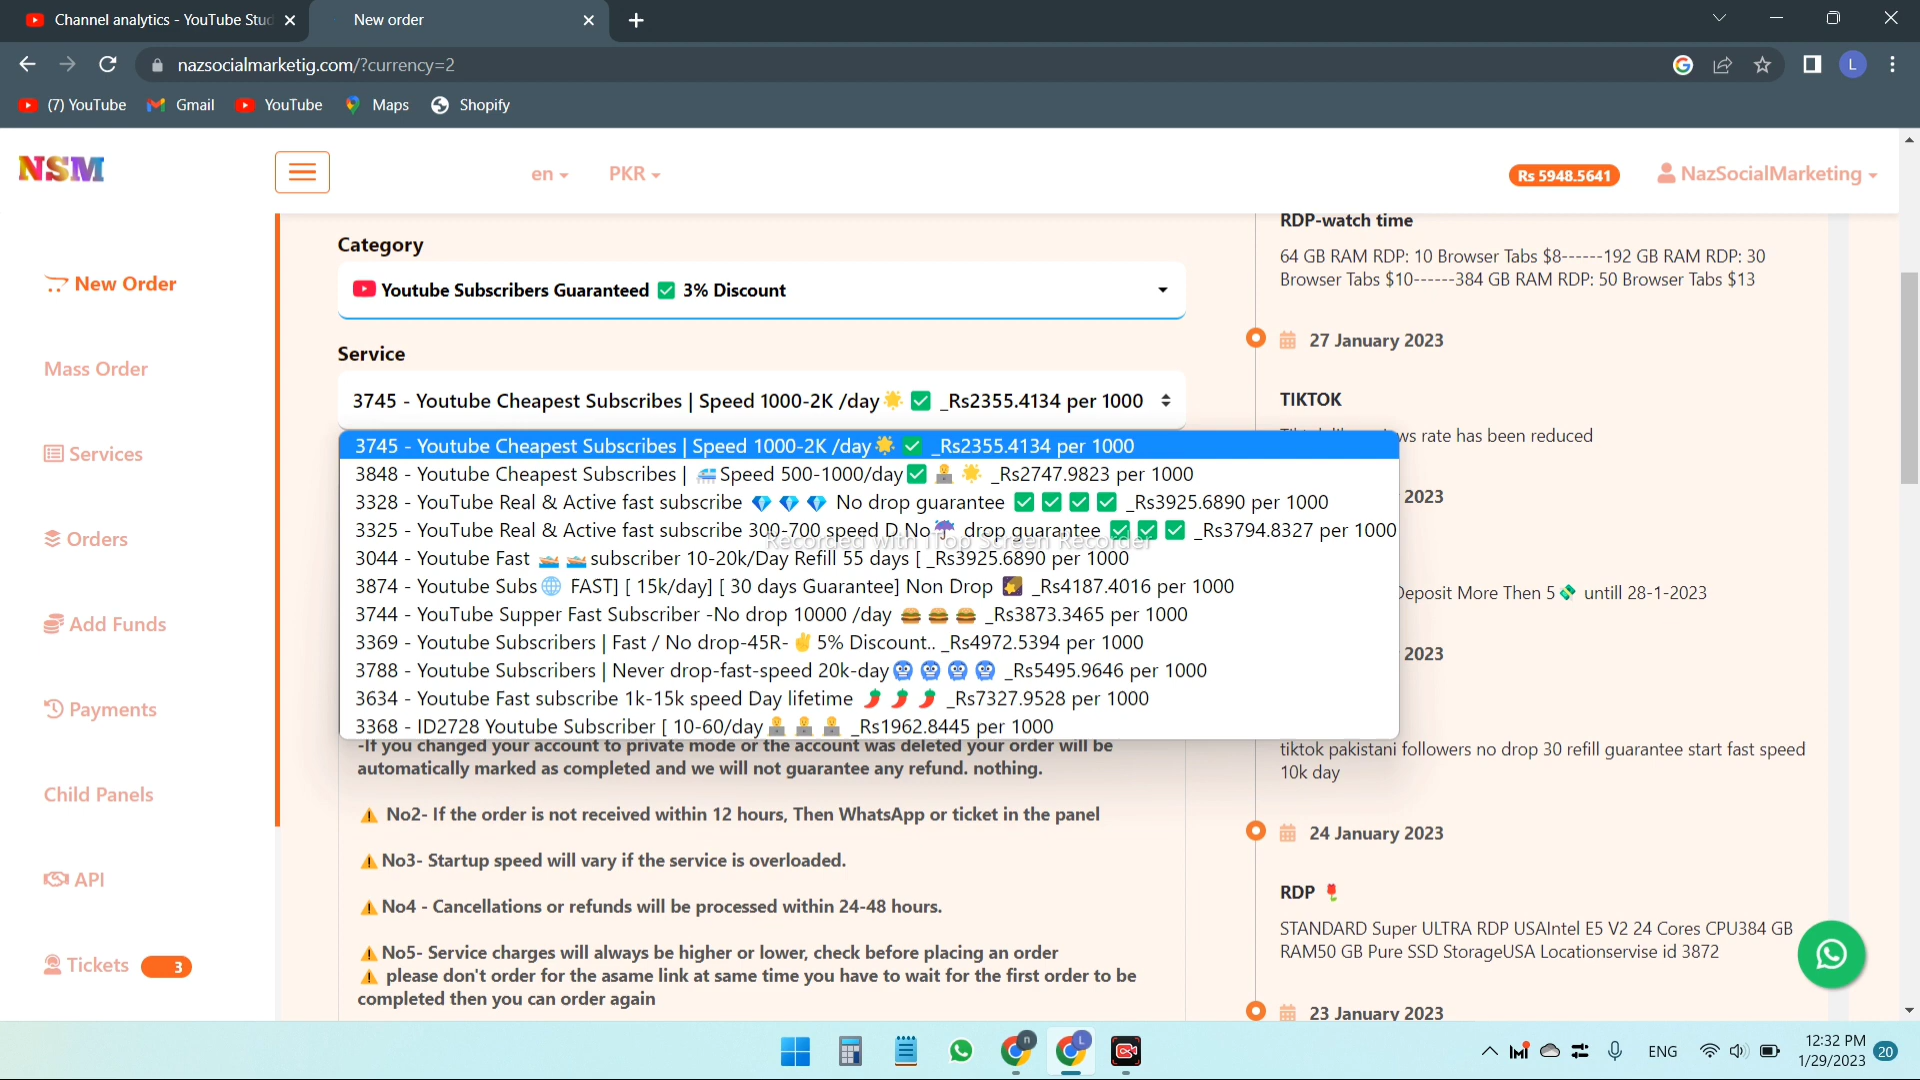 Channel analytics - YouTube Stud
New order
nazsocialmarketig.com/?currency=2
L
(7) YouTube
Gmail
YouTube
Maps
Shopify
NSM
en
PKR
Rs 5948.5641
NazSocialMarketing
New Order
Mass Order
Services
Orders
Add Funds
Payments
Child Panels
API
Tickets 3
Category
Youtube Subscribers Guaranteed ✅ 3% Discount
Service
3745 - Youtube Cheapest Subscribes | Speed 1000-2K /day🌟 ✅ _Rs2355.4134 per 1000
3745 - Youtube Cheapest Subscribes | Speed 1000-2K /day🌟 ✅ _Rs2355.4134 per 1000
3848 - Youtube Cheapest Subscribes | 🚅Speed 500-1000/day✅ 👨‍💻 🌟 _Rs2747.9823 per 1000
3328 - YouTube Real & Active fast subscribe 💎 💎 💎 No drop guarantee ✅ ✅ ✅ ✅ _Rs3925.6890 per 1000
3325 - YouTube Real & Active fast subscribe 300-700 speed D.No☔ drop guarantee ✅ ✅ ✅ _Rs3794.8327 per 1000
Recorded with iTop Screen Recorder
3044 - Youtube Fast 🚤 🚤 subscriber 10-20k/Day Refill 55 days [ _Rs3925.6890 per 1000
3874 - Youtube Subs🌐 FAST] [ 15k/day] [ 30 days Guarantee] Non Drop 🌠 _Rs4187.4016 per 1000
3744 - YouTube Supper Fast Subscriber -No drop 10000 /day 🍔 🍔 🍔 _Rs3873.3465 per 1000
3369 - Youtube Subscribers | Fast / No drop-45R- ✌ 5% Discount.. _Rs4972.5394 per 1000
3788 - Youtube Subscribers | Never drop-fast-speed 20k-day🥶 🥶 🥶 🥶 _Rs5495.9646 per 1000
3634 - Youtube Fast subscribe 1k-15k speed Day lifetime 🌶 🌶 🌶 _Rs7327.9528 per 1000
3368 - ID2728 Youtube Subscriber [ 10-60/day👨‍💻 👨‍💻 👨‍💻 _Rs1962.8445 per 1000
-If you changed your account to private mode or the account was deleted your order will be
automatically marked as completed and we will not guarantee any refund. nothing.
⚠ No2- If the order is not received within 12 hours, Then WhatsApp or ticket in the panel
⚠ No3- Startup speed will vary if the service is overloaded.
⚠ No4 - Cancellations or refunds will be processed within 24-48 hours.
⚠ No5- Service charges will always be higher or lower, check before placing an order
⚠ please don't order for the asame link at same time you have to wait for the first order to be
completed then you can order again
RDP-watch time
64 GB RAM RDP: 10 Browser Tabs $8------192 GB RAM RDP: 30
Browser Tabs $10------384 GB RAM RDP: 50 Browser Tabs $13
27 January 2023
TIKTOK
ws rate has been reduced
2023
Deposit More Then 5💸 untill 28-1-2023
2023
tiktok pakistani followers no drop 30 refill guarantee start fast speed
10k day
24 January 2023
RDP 🌷
STANDARD Super ULTRA RDP USAIntel E5 V2 24 Cores CPU384 GB
RAM50 GB Pure SSD StorageUSA Locationservise id 3872
23 January 2023
n
L
ENG
12:32 PM
1/29/2023
20